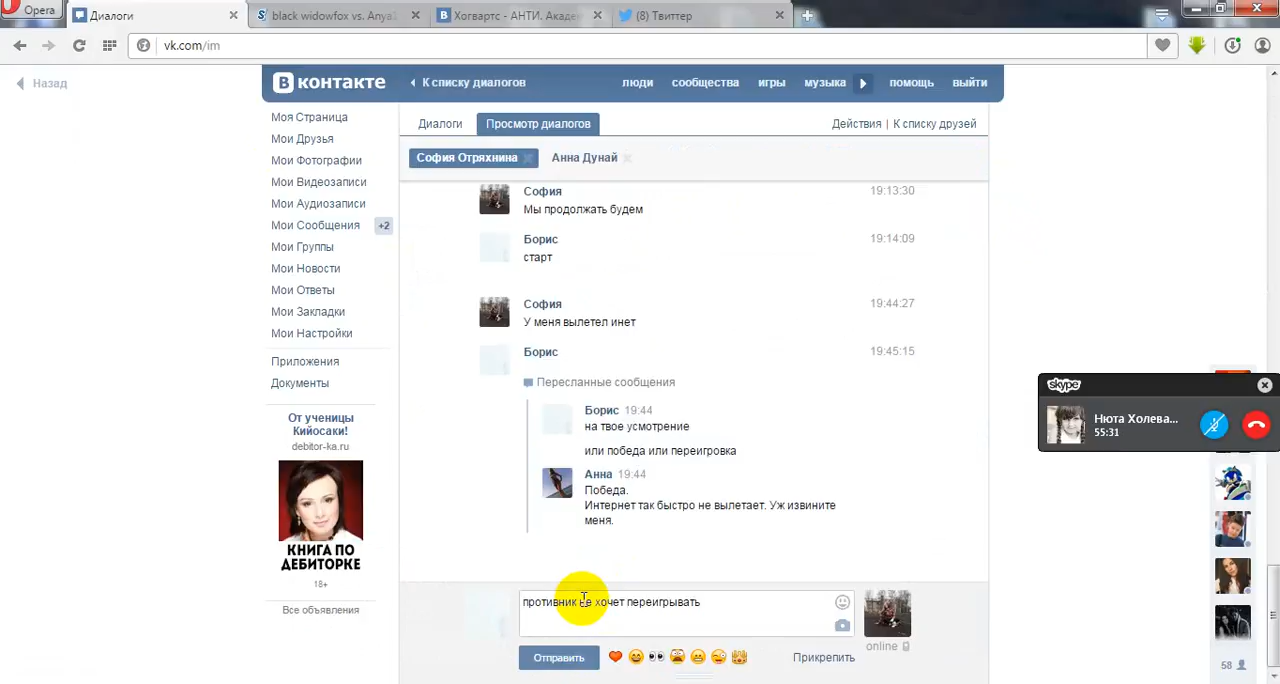 Opera
Диалоги
black widowfox vs. Anya
Хогвартс - АНТИ. Акаде
(8) Твиттер
vk.com/im
Назад
В контакте
К списку диалогов
люди
сообщества
игры
музыка
помощь
выйти
Моя Страница
Мои Друзья
Мои Фотографии
Мои Видеозаписи
Мои Аудиозаписи
Мои Сообщения +2
Мои Группы
Мои Новости
Мои Ответы
Мои Закладки
Мои Настройки
Приложения
Документы
От ученицы
Кийосаки!
debitor-ka.ru
КНИГА ПО
ДЕБИТОРКЕ
18+
Все объявления
Диалоги
Просмотр диалогов
Действия | К списку друзей
София Отряхнина
Анна Дунай
София 19:13:30
Мы продолжать будем
Борис 19:14:09
старт
София 19:44:27
У меня вылетел инет
Борис 19:45:15
Пересланные сообщения
Борис 19:44
на твое усмотрение
или победа или переигровка
Анна 19:44
Победа.
Интернет так быстро не вылетает. Уж извините
меня.
противник не хочет переигрывать
Отправить
Прикрепить
online
skype
Нюта Холева...
55:31
58